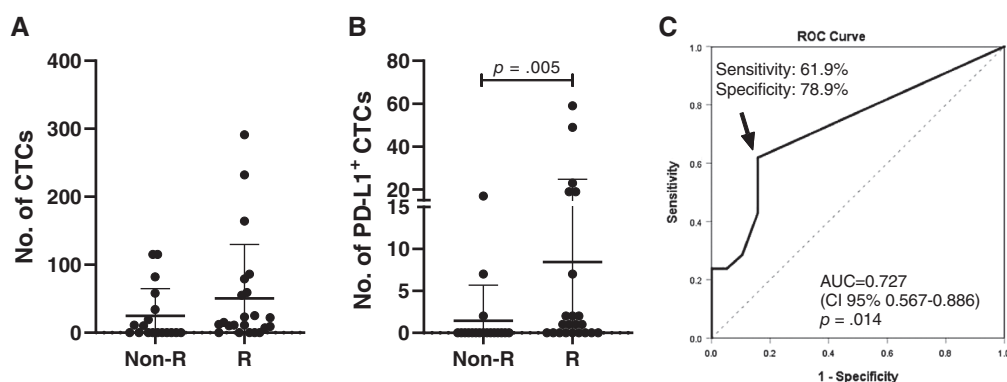 A
No. of CTCs
400
300
200
100
0
Non-R
R
B
No. of PD-L1+ CTCs
80
60
40
20
15
10
5
0
p = .005
Non-R
R
C
ROC Curve
Sensitivity: 61.9%
Specificity: 78.9%
Sensitivity
1.0
0.8
0.6
0.4
0.2
0.0
AUC=0.727
(CI 95% 0.567-0.886)
p = .014
0.0 0.2 0.4 0.6 0.8 1.0
1 - Specificity